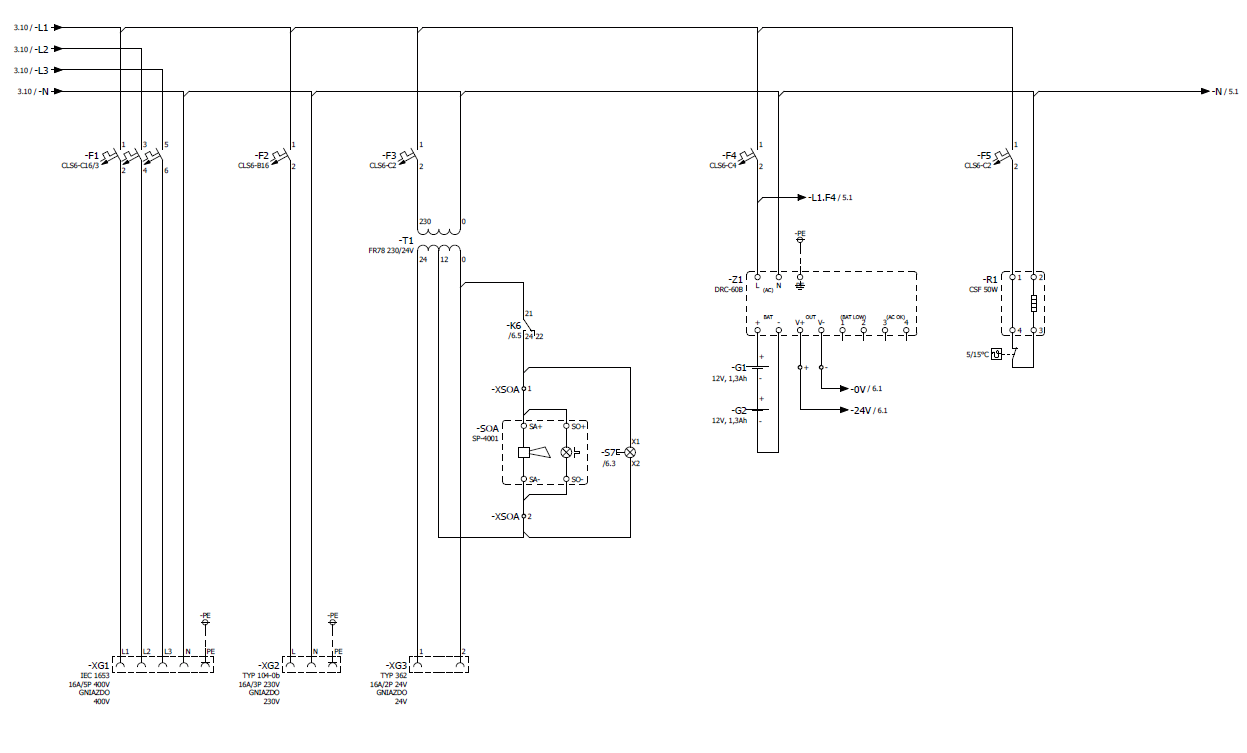 3.10 / -L1
3.10 / -L2
3.10 / -L3
3.10 / -N
-N / 5.1
-F1
CLS6-C16/3
1
2
3
4
5
6
-F2
CLS6-B16
1
2
-F3
CLS6-C2
1
2
-F4
CLS6-C4
1
2
-F5
CLS6-C2
1
2
-L1.F4 / 5.1
230
0
-T1
FR78 230/24V
24
12
0
-PE
-Z1
DRC-60B
L
N
(AC)
BAT
OUT
(BAT LOW)
(AC OK)
+
-
V+
V-
1
2
3
4
-R1
CSF 50W
1
2
4
3
5/15°C
-K6
/6.5
21
24
22
-G1
12V, 1,3Ah
+
-
-G2
12V, 1,3Ah
+
-
+
-
-0V / 6.1
-24V / 6.1
-XSOA
1
-SOA
SP-4001
SA+
SO+
SA-
SO-
-S7E
/6.3
X1
X2
-XSOA
2
-PE
-PE
-XG1
IEC 1653
16A/5P 400V
GNIAZDO
400V
L1
L2
L3
N
PE
-XG2
TYP 104-0b
16A/3P 230V
GNIAZDO
230V
L
N
PE
-XG3
TYP 362
16A/2P 24V
GNIAZDO
24V
1
2